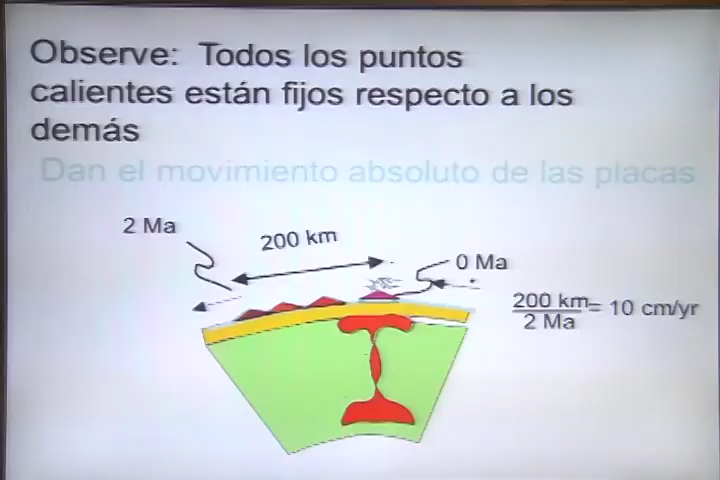 Observe: Todos los puntos
calientes están fijos respecto a los
demás
Dan el movimiento absoluto de las placas
2 Ma
200 km
0 Ma
200 km
2 Ma
= 10 cm/yr